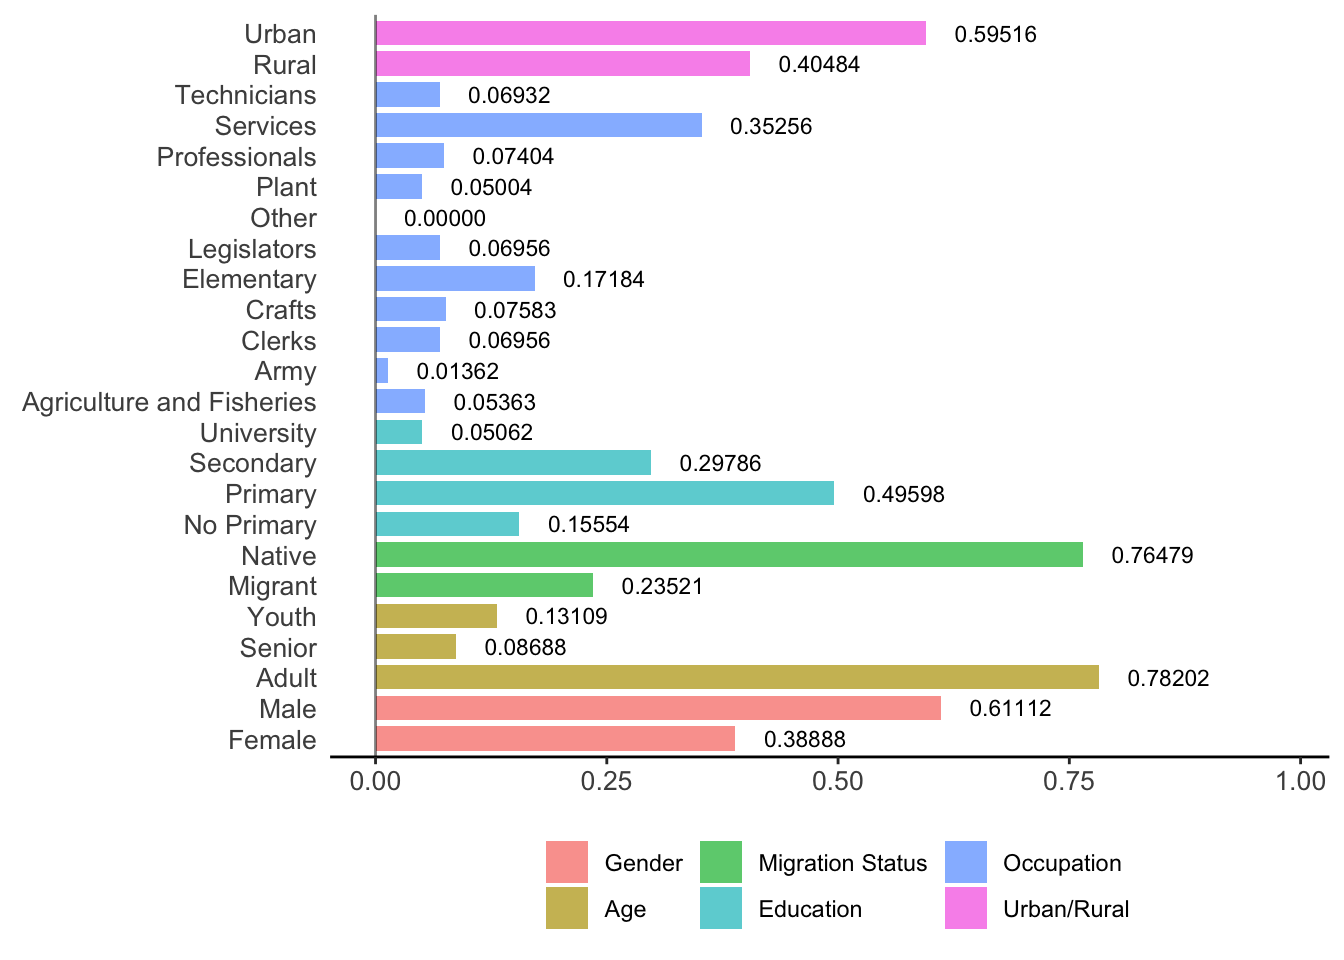 Urban 0.59516
Rural 0.40484
Technicians 0.06932
Services 0.35256
Professionals 0.07404
Plant 0.05004
Other 0.00000
Legislators 0.06956
Elementary 0.17184
Crafts 0.07583
Clerks 0.06956
Army 0.01362
Agriculture and Fisheries 0.05363
University 0.05062
Secondary 0.29786
Primary 0.49598
No Primary 0.15554
Native 0.76479
Migrant 0.23521
Youth 0.13109
Senior 0.08688
Adult 0.78202
Male 0.61112
Female 0.38888
0.00 0.25 0.50 0.75 1.00
Gender Migration Status Occupation
Age Education Urban/Rural